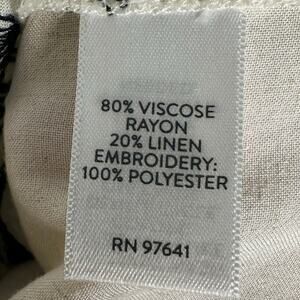 80% VISCOSE
RAYON
20% LINEN
EMBROIDERY:
100% POLYESTER
RN 97641